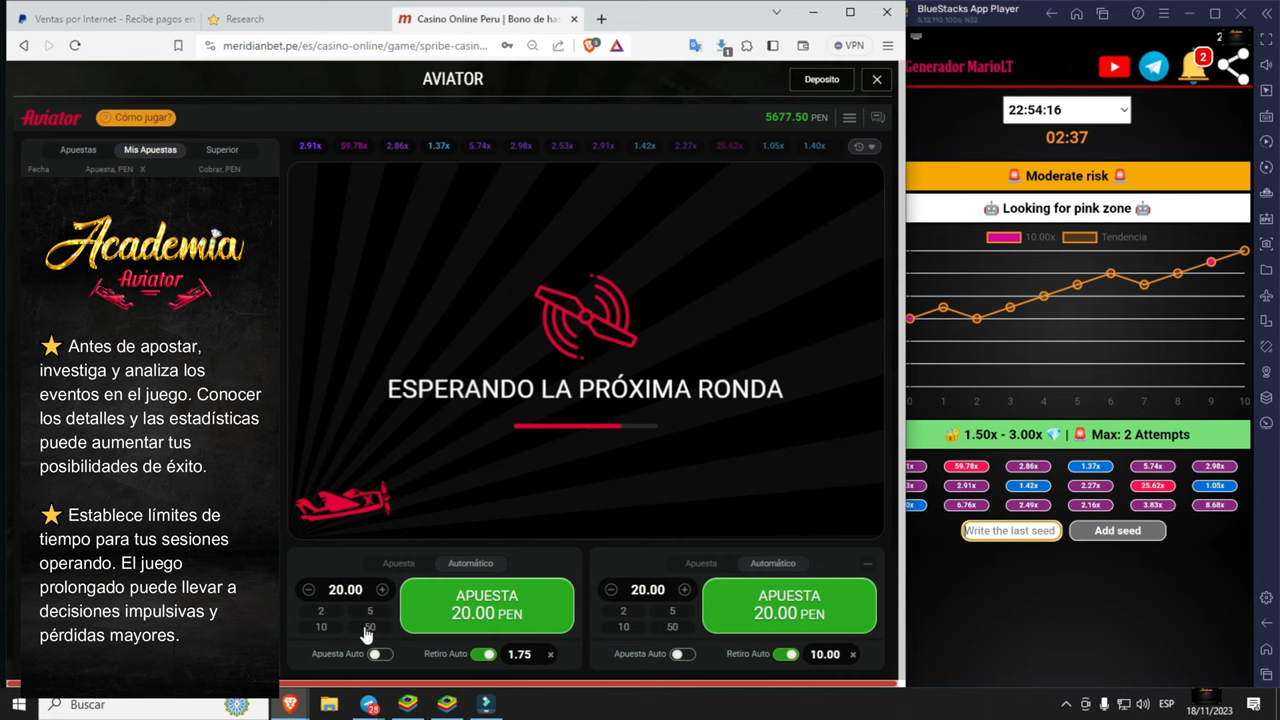 Ventas por Internet - Recibe pagos en
Research
Casino Online Peru | Bono de ha
meridianbet.pe/es/casino-online/game/spribe-casin...
VPN
AVIATOR
Deposito
Aviator
¿Cómo jugar?
5677.50 PEN
Apuestas Mis Apuestas Superior
Fecha Apuesta, PEN X Cobrar, PEN
2.91x 59.78x 2.86x 1.37x 5.74x 2.98x 2.53x 2.91x 1.42x 2.27x 25.62x 1.05x 1.40x
Academia
Aviator
Antes de apostar,
investiga y analiza los
eventos en el juego. Conocer
los detalles y las estadísticas
puede aumentar tus
posibilidades de éxito.
Establece límites de
tiempo para tus sesiones
operando. El juego
prolongado puede llevar a
decisiones impulsivas y
pérdidas mayores.
ESPERANDO LA PRÓXIMA RONDA
Apuesta Automático
20.00
2 5
10 50
APUESTA
20.00 PEN
Apuesta Auto Retiro Auto 1.75
Apuesta Automático
20.00
2 5
10 50
APUESTA
20.00 PEN
Apuesta Auto Retiro Auto 10.00
BlueStacks App Player
5.12.110.1006 N32
Generador MarioLT
2
22:54:16
02:37
Moderate risk
Looking for pink zone
10.00x Tendencia
0 1 2 3 4 5 6 7 8 9 10
1.50x - 3.00x | Max: 2 Attempts
1x 59.78x 2.86x 1.37x 5.74x 2.98x
3x 2.91x 1.42x 2.27x 25.62x 1.05x
0x 6.76x 2.49x 2.16x 3.83x 8.68x
Write the last seed Add seed
Buscar
28
ESP
18/11/2023